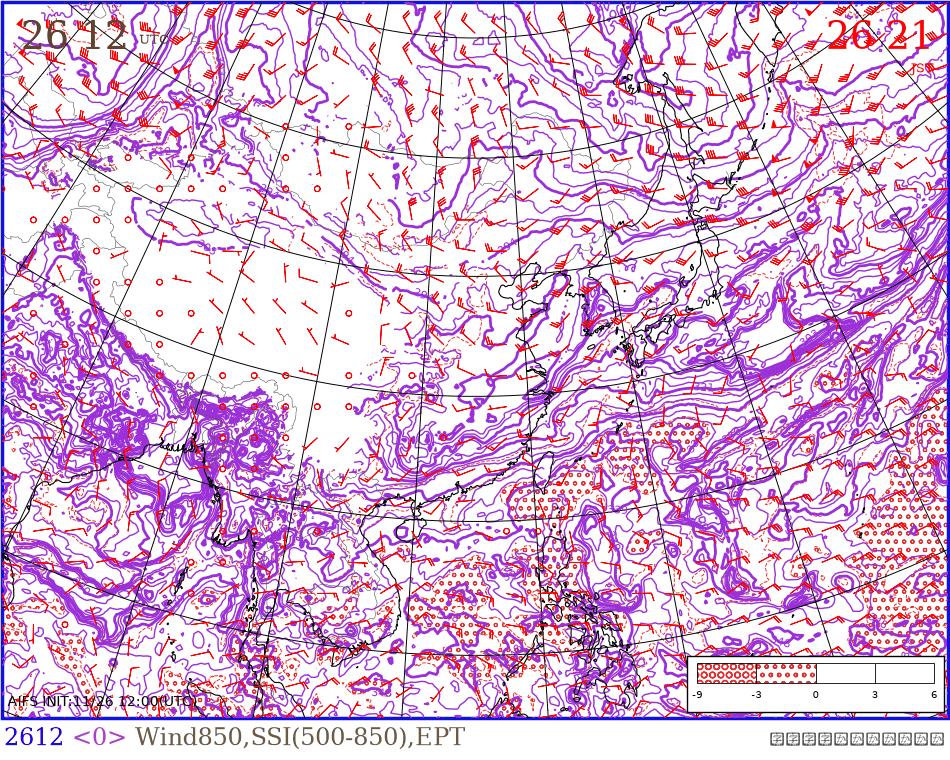 26 12 UTC
26 21
JST
-9 -3 0 3 6
AIFS INIT:11/26 12:00(UTC)
2612 <0> Wind850,SSI(500-850),EPT